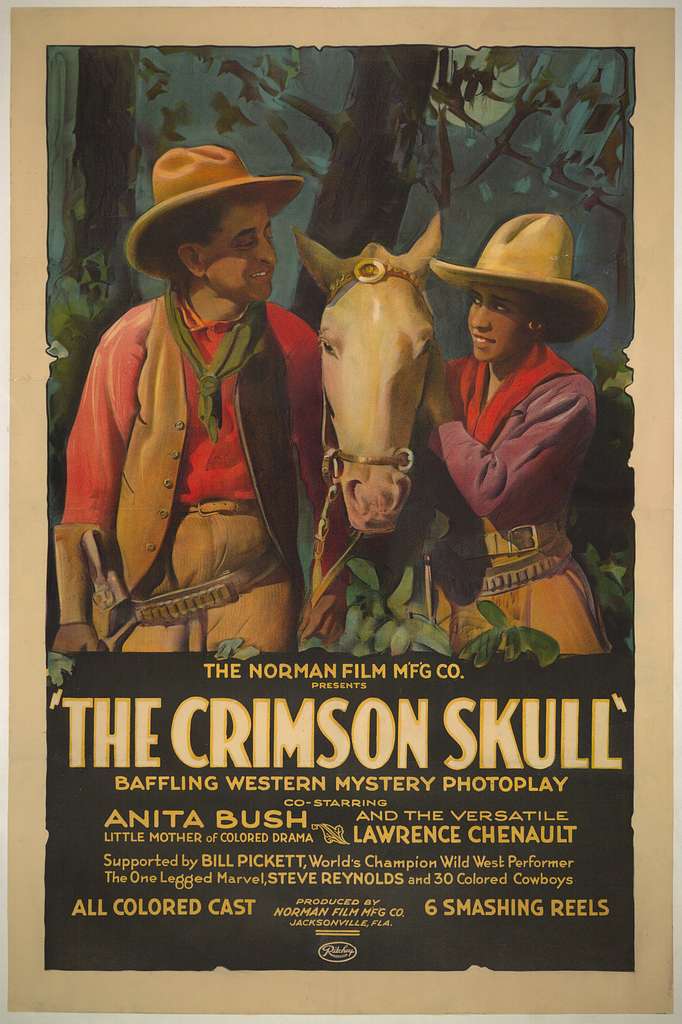 THE NORMAN FILM M'F'G CO.
PRESENTS
"THE CRIMSON SKULL"
BAFFLING WESTERN MYSTERY PHOTOPLAY
CO-STARRING
ANITA BUSH
LITTLE MOTHER of COLORED DRAMA
AND THE VERSATILE
LAWRENCE CHENAULT
Supported by BILL PICKETT, World's Champion Wild West Performer
The One Legged Marvel, STEVE REYNOLDS and 30 Colored Cowboys
ALL COLORED CAST
PRODUCED BY
NORMAN FILM MFG CO.
JACKSONVILLE, FLA.
6 SMASHING REELS
Ritchey